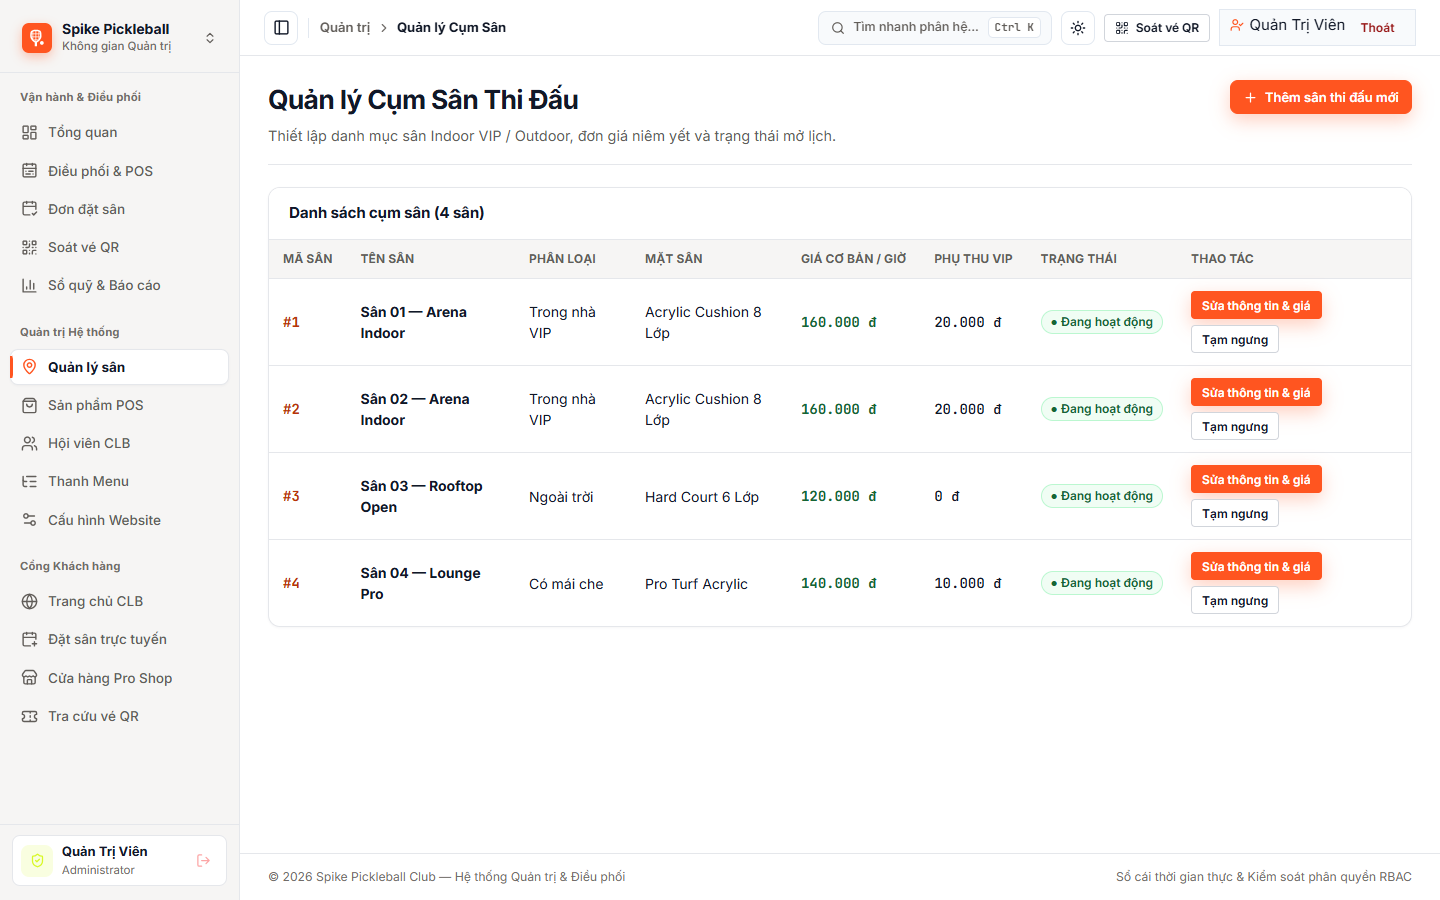 Spike Pickleball
Không gian Quản trị
Quản trị > Quản lý Cụm Sân
Tìm nhanh phân hệ... Ctrl K
Soát vé QR
Quản Trị Viên Thoát
Vận hành & Điều phối
Tổng quan
Điều phối & POS
Đơn đặt sân
Soát vé QR
Sổ quỹ & Báo cáo
Quản trị Hệ thống
Quản lý sân
Sản phẩm POS
Hội viên CLB
Thanh Menu
Cấu hình Website
Cổng Khách hàng
Trang chủ CLB
Đặt sân trực tuyến
Cửa hàng Pro Shop
Tra cứu vé QR
Quản Trị Viên
Administrator
Quản lý Cụm Sân Thi Đấu
Thiết lập danh mục sân Indoor VIP / Outdoor, đơn giá niêm yết và trạng thái mở lịch.
+ Thêm sân thi đấu mới
Danh sách cụm sân (4 sân)
MÃ SÂN TÊN SÂN PHÂN LOẠI MẶT SÂN GIÁ CƠ BẢN / GIỜ PHỤ THU VIP TRẠNG THÁI THAO TÁC
#1 Sân 01 — Arena Indoor Trong nhà VIP Acrylic Cushion 8 Lớp 160.000 đ 20.000 đ ● Đang hoạt động Sửa thông tin & giá Tạm ngưng
#2 Sân 02 — Arena Indoor Trong nhà VIP Acrylic Cushion 8 Lớp 160.000 đ 20.000 đ ● Đang hoạt động Sửa thông tin & giá Tạm ngưng
#3 Sân 03 — Rooftop Open Ngoài trời Hard Court 6 Lớp 120.000 đ 0 đ ● Đang hoạt động Sửa thông tin & giá Tạm ngưng
#4 Sân 04 — Lounge Pro Có mái che Pro Turf Acrylic 140.000 đ 10.000 đ ● Đang hoạt động Sửa thông tin & giá Tạm ngưng
© 2026 Spike Pickleball Club — Hệ thống Quản trị & Điều phối
Sổ cái thời gian thực & Kiểm soát phân quyền RBAC